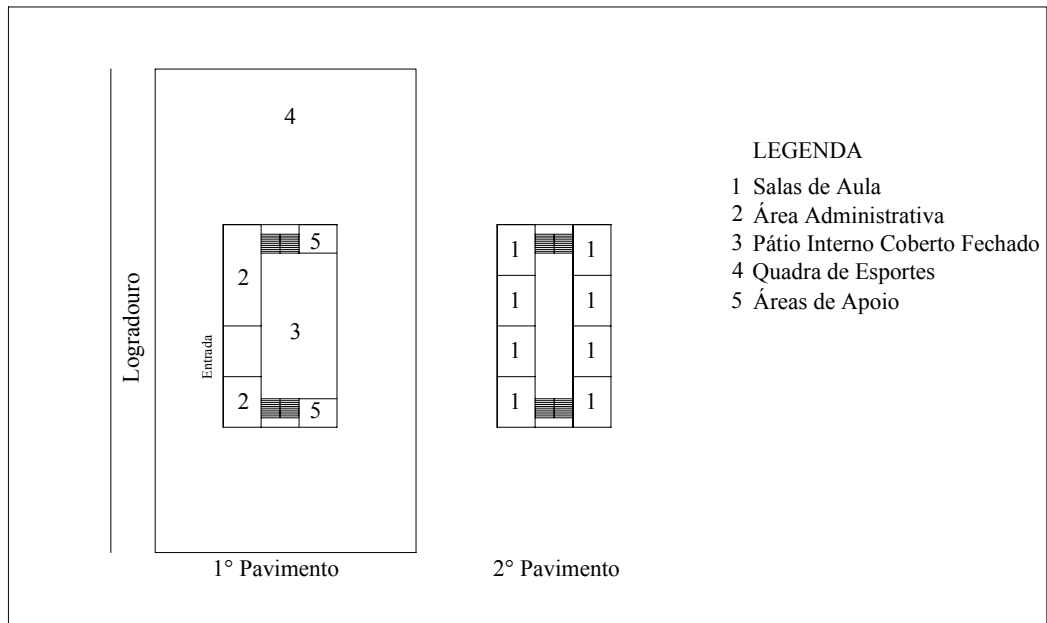 4
LEGENDA
1 Salas de Aula
2 Área Administrativa
3 Pátio Interno Coberto Fechado
4 Quadra de Esportes
5 Áreas de Apoio
Logradouro
Entrada
5
2
3
2
5
1 1
1 1
1 1
1 1
1° Pavimento
2° Pavimento